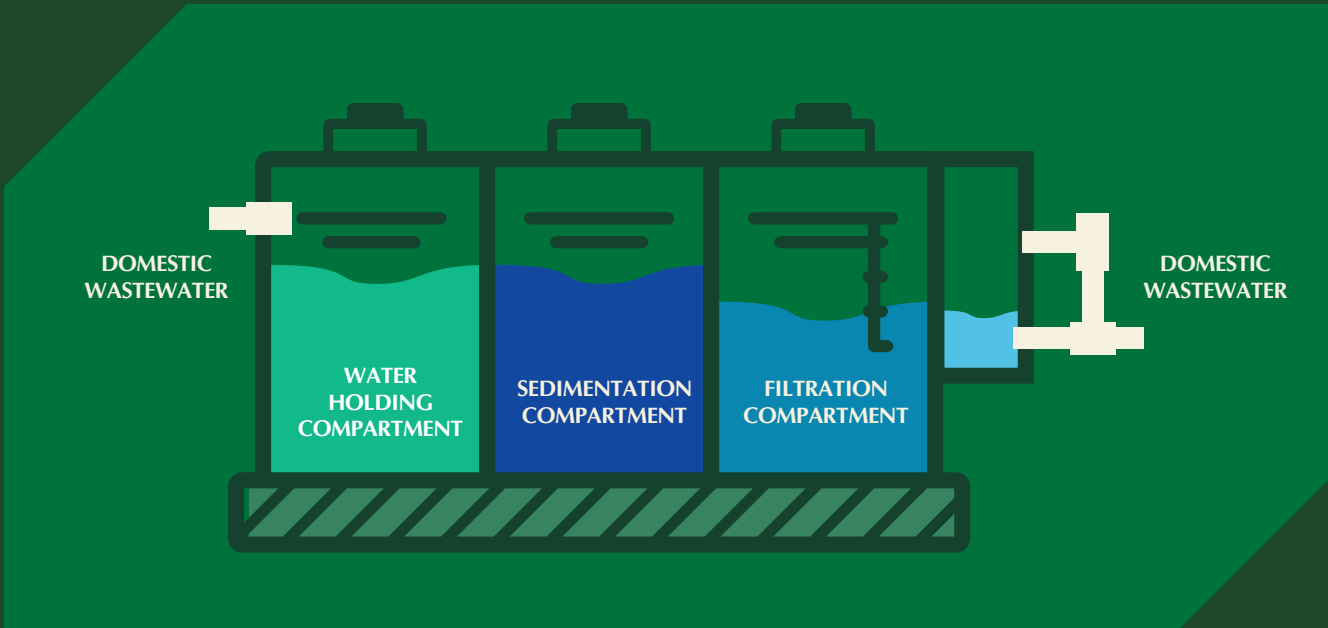 DOMESTIC
WASTEWATER
WATER
HOLDING
COMPARTMENT
SEDIMENTATION
COMPARTMENT
FILTRATION
COMPARTMENT
DOMESTIC
WASTEWATER